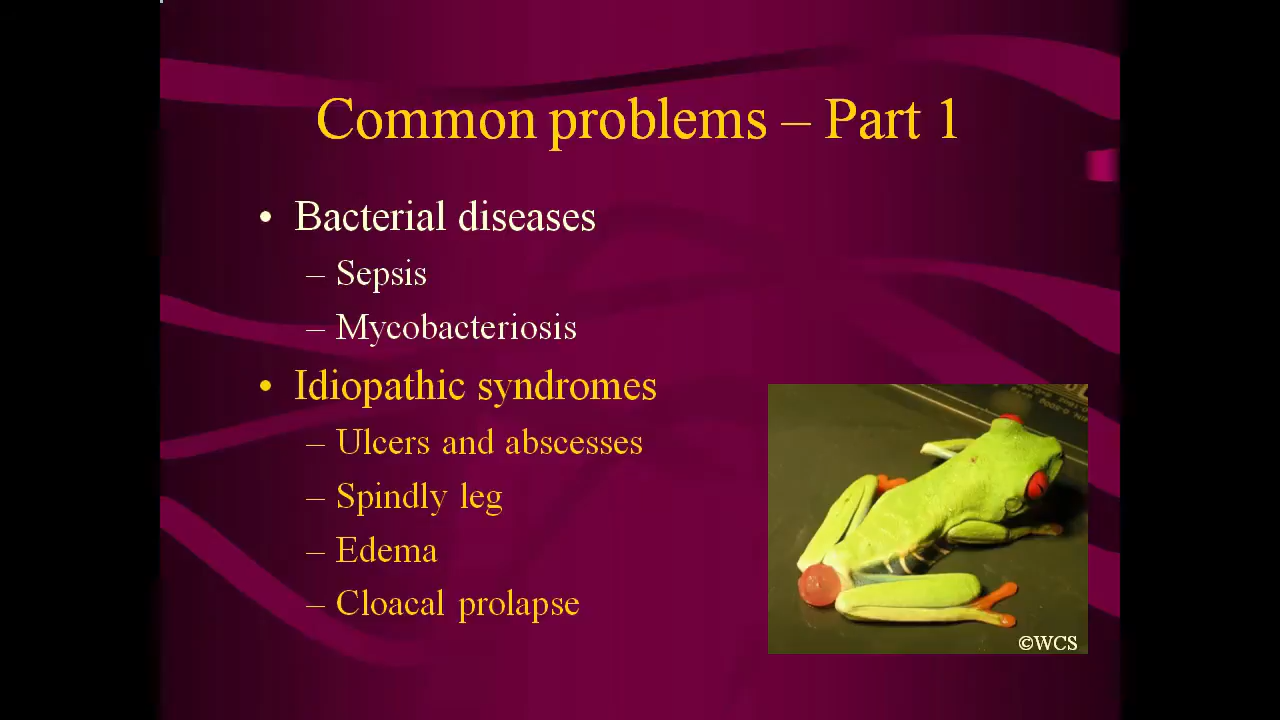 Common problems – Part 1
• Bacterial diseases
– Sepsis
– Mycobacteriosis
• Idiopathic syndromes
– Ulcers and abscesses
– Spindly leg
– Edema
– Cloacal prolapse
©WCS